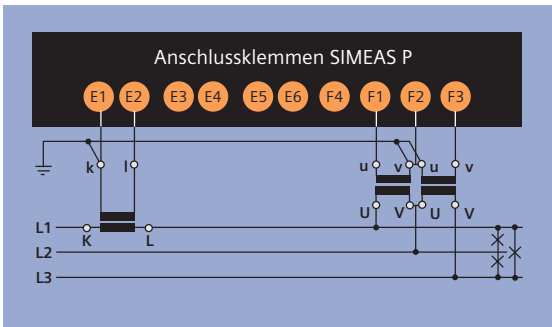 Anschlussklemmen SIMEAS P
E1 E2 E3 E4 E5 E6 F4 F1 F2 F3
k l u v u v
U V U V
L1
K L
L2
L3